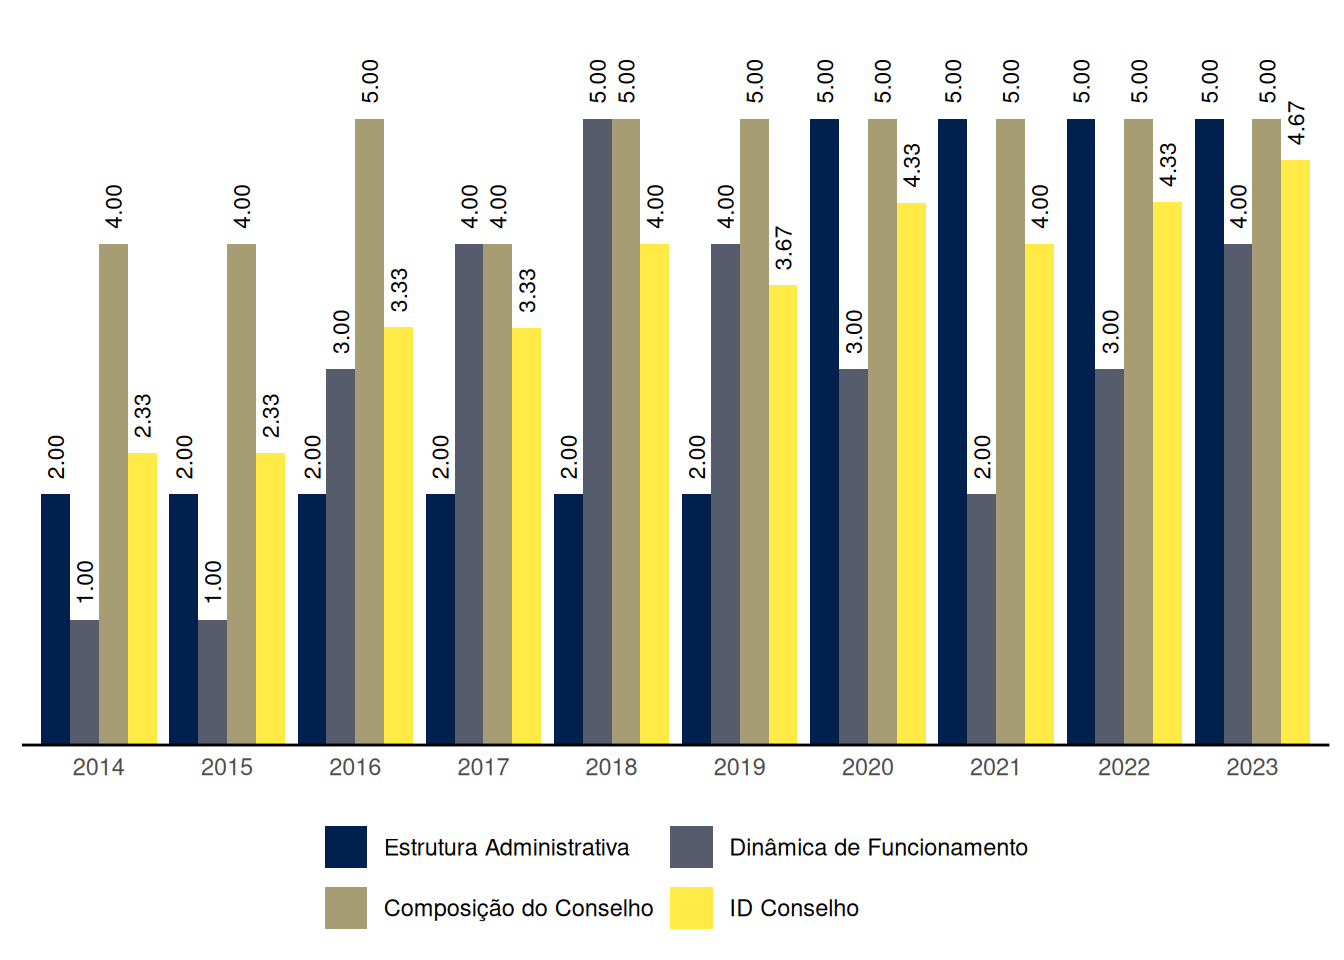 2.00 1.00 4.00 2.33
2.00 1.00 4.00 2.33
2.00 3.00 5.00 3.33
2.00 4.00 4.00 3.33
2.00 5.00 5.00 4.00
2.00 4.00 5.00 3.67
5.00 3.00 5.00 4.33
5.00 2.00 5.00 4.00
5.00 3.00 5.00 4.33
5.00 4.00 5.00 4.67
2014 2015 2016 2017 2018 2019 2020 2021 2022 2023
Estrutura Administrativa Dinâmica de Funcionamento
Composição do Conselho ID Conselho